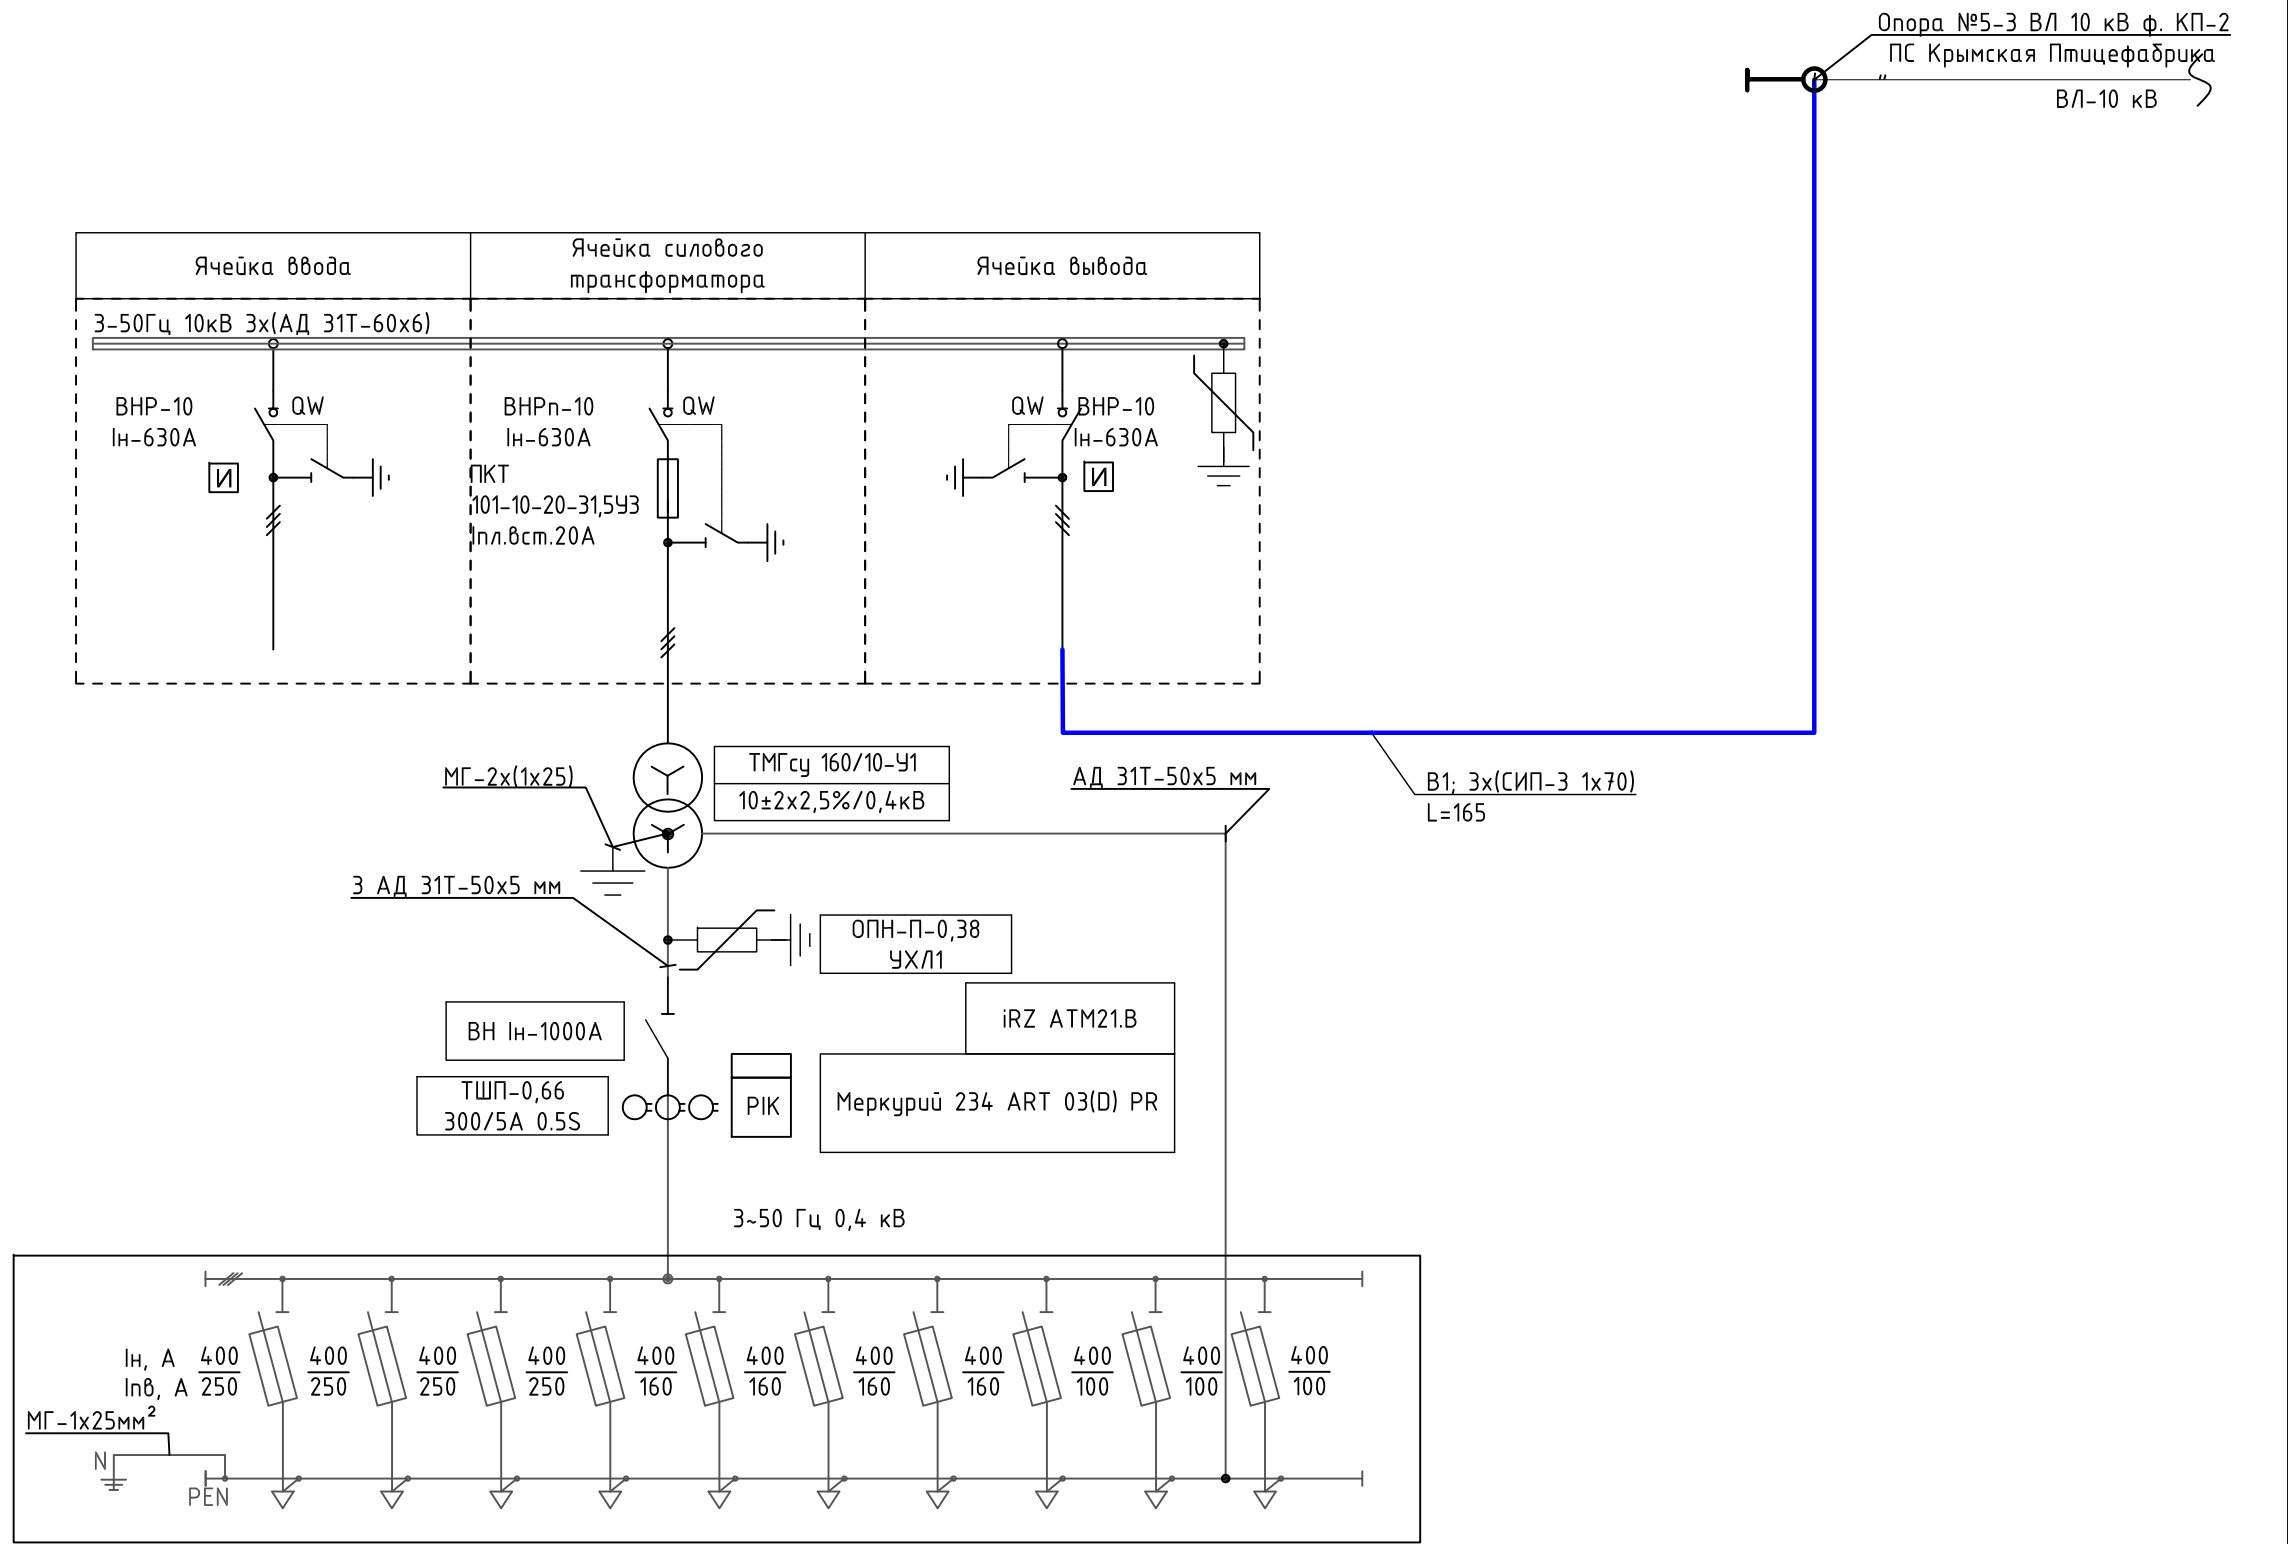 Опора №5-3 ВЛ 10 кВ ф. КП-2
ПС Крымская Птицефабрика
"
ВЛ-10 кВ
Ячейка ввода
Ячейка силового
трансформатора
Ячейка вывода
3-50Гц 10кВ 3х(АД 31Т-60х6)
ВНР-10
Iн-630А
QW
И
ВНРп-10
Iн-630А
QW
ПКТ
101-10-20-31,5У3
Iпл.вст.20А
QW
ВНР-10
Iн-630А
И
МГ-2х(1х25)
ТМГсу 160/10-У1
10±2х2,5%/0,4кВ
АД 31Т-50х5 мм
В1; 3х(СИП-3 1х70)
L=165
3 АД 31Т-50х5 мм
ОПН-П-0,38
УХЛ1
ВН Iн-1000А
iRZ ATM21.B
ТШП-0,66
300/5А 0.5S
PIK
Меркурий 234 ART 03(D) PR
3~50 Гц 0,4 кВ
Iн, А 400 400 400 400 400 400 400 400 400 400 400
Iпв, А 250 250 250 250 160 160 160 160 100 100 100
МГ-1х25мм²
N
PEN